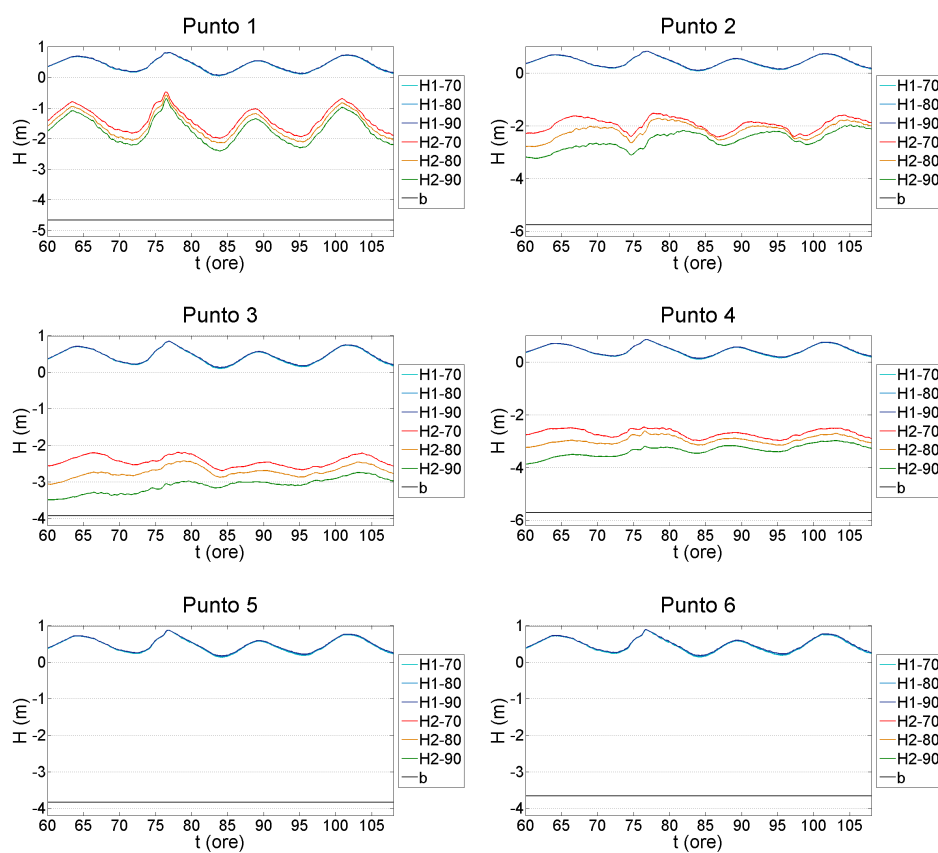 Punto 1
H (m)
1
0
-1
-2
-3
-4
-5
60 65 70 75 80 85 90 95 100 105
t (ore)
H1-70
H1-80
H1-90
H2-70
H2-80
H2-90
b
Punto 2
H (m)
0
-2
-4
-6
60 65 70 75 80 85 90 95 100 105
t (ore)
H1-70
H1-80
H1-90
H2-70
H2-80
H2-90
b
Punto 3
H (m)
1
0
-1
-2
-3
-4
60 65 70 75 80 85 90 95 100 105
t (ore)
H1-70
H1-80
H1-90
H2-70
H2-80
H2-90
b
Punto 4
H (m)
0
-2
-4
-6
60 65 70 75 80 85 90 95 100 105
t (ore)
H1-70
H1-80
H1-90
H2-70
H2-80
H2-90
b
Punto 5
H (m)
1
0
-1
-2
-3
-4
60 65 70 75 80 85 90 95 100 105
t (ore)
H1-70
H1-80
H1-90
H2-70
H2-80
H2-90
b
Punto 6
H (m)
1
0
-1
-2
-3
-4
60 65 70 75 80 85 90 95 100 105
t (ore)
H1-70
H1-80
H1-90
H2-70
H2-80
H2-90
b